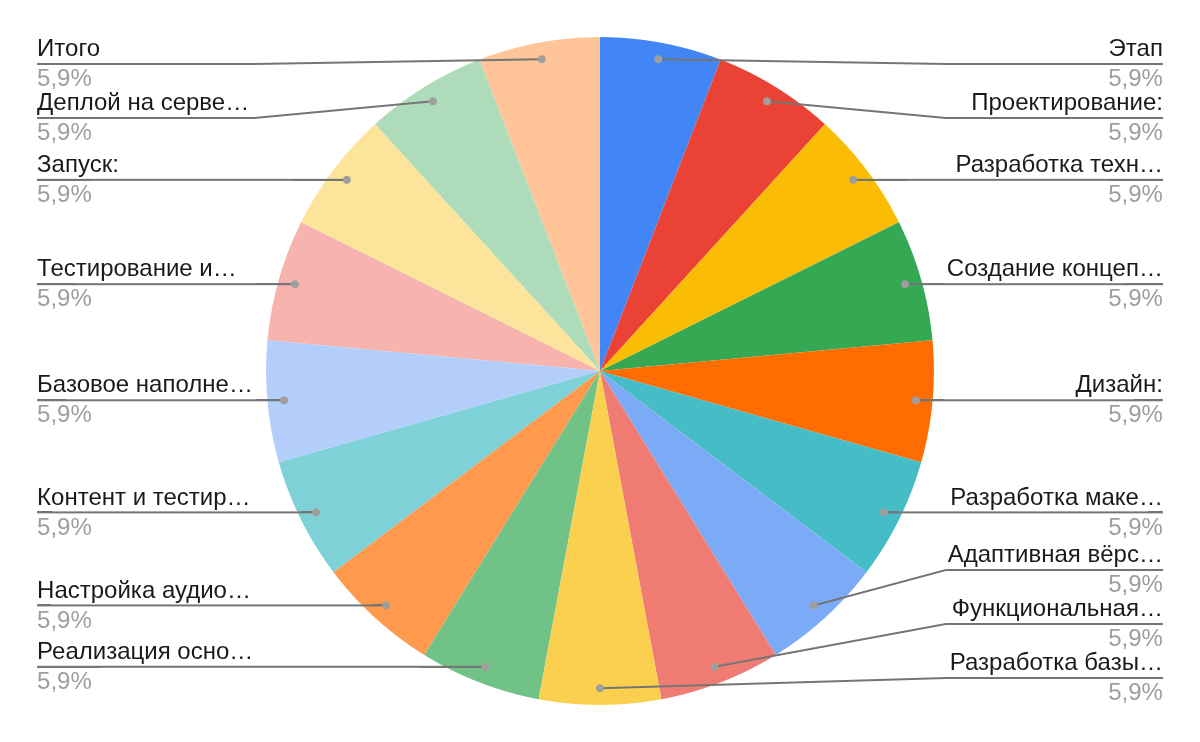 Итого
5,9%
Деплой на серве…
5,9%
Запуск:
5,9%
Тестирование и…
5,9%
Базовое наполне…
5,9%
Контент и тестир…
5,9%
Настройка аудио…
5,9%
Реализация осно…
5,9%
Этап
5,9%
Проектирование:
5,9%
Разработка техн…
5,9%
Создание концеп…
5,9%
Дизайн:
5,9%
Разработка маке…
5,9%
Адаптивная вёрс…
5,9%
Функциональная…
5,9%
Разработка базы…
5,9%